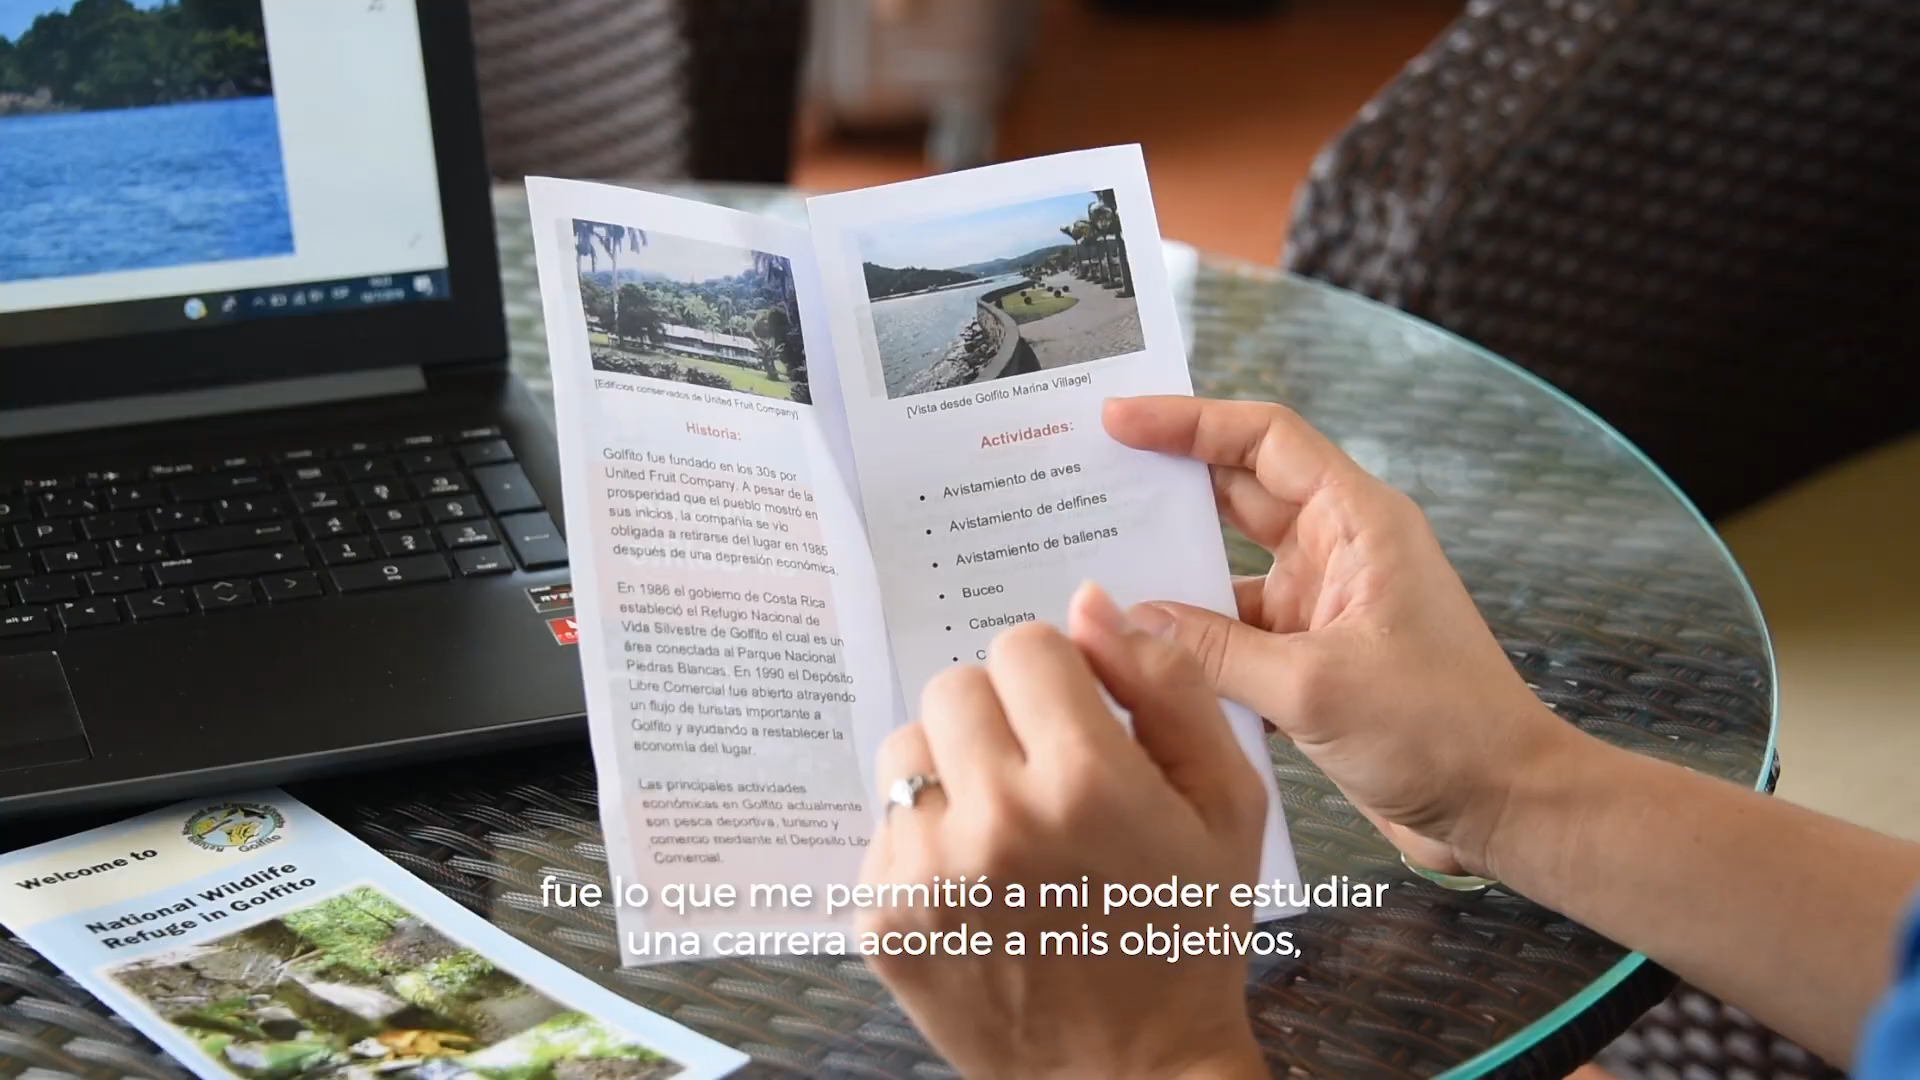 [Edificios conservados de United Fruit Company]
Historia:
Golfito fue fundado en los 30s por
United Fruit Company. A pesar de la
prosperidad que el pueblo mostró en
sus inicios, la compañía se vio
obligada a retirarse del lugar en 1985
después de una depresión económica.
En 1986 el gobierno de Costa Rica
estableció el Refugio Nacional de
Vida Silvestre de Golfito el cual es un
área conectada al Parque Nacional
Piedras Blancas. En 1990 el Depósito
Libre Comercial fue abierto atrayendo
un flujo de turistas importante a
Golfito y ayudando a restablecer la
economía del lugar.
Las principales actividades
económicas en Golfito actualmente
son pesca deportiva, turismo y
comercio mediante el Deposito Lib
Comercial.
[Vista desde Golfito Marina Village]
Actividades:
• Avistamiento de aves
• Avistamiento de delfines
• Avistamiento de ballenas
• Buceo
• Cabalgata
• C
Welcome to
National Wildlife
Refuge in Golfito
Golfito
alt gr
pausa
fue lo que me permitió a mi poder estudiar
una carrera acorde a mis objetivos,